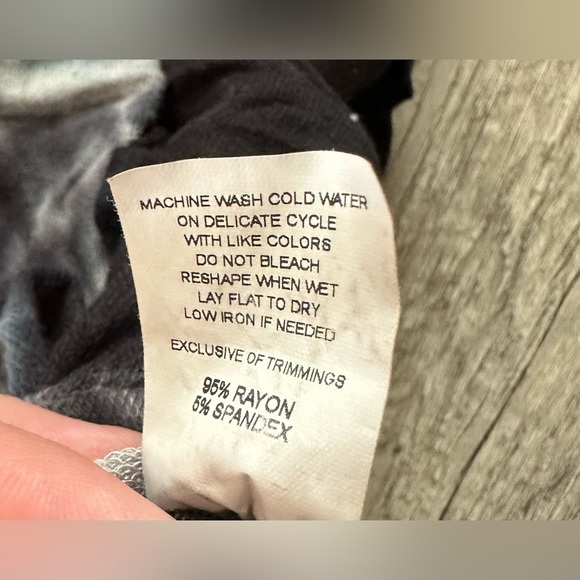 MACHINE WASH COLD WATER
ON DELICATE CYCLE
WITH LIKE COLORS
DO NOT BLEACH
RESHAPE WHEN WET
LAY FLAT TO DRY
LOW IRON IF NEEDED
EXCLUSIVE OF TRIMMINGS
95% RAYON
5% SPANDEX